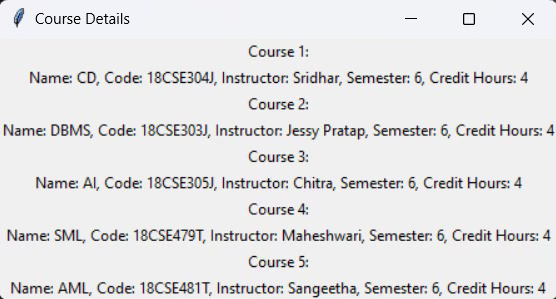 Course Details
Course 1:
Name: CD, Code: 18CSE304J, Instructor: Sridhar, Semester: 6, Credit Hours: 4
Course 2:
Name: DBMS, Code: 18CSE303J, Instructor: Jessy Pratap, Semester: 6, Credit Hours: 4
Course 3:
Name: AI, Code: 18CSE305J, Instructor: Chitra, Semester: 6, Credit Hours: 4
Course 4:
Name: SML, Code: 18CSE479T, Instructor: Maheshwari, Semester: 6, Credit Hours: 4
Course 5:
Name: AML, Code: 18CSE481T, Instructor: Sangeetha, Semester: 6, Credit Hours: 4